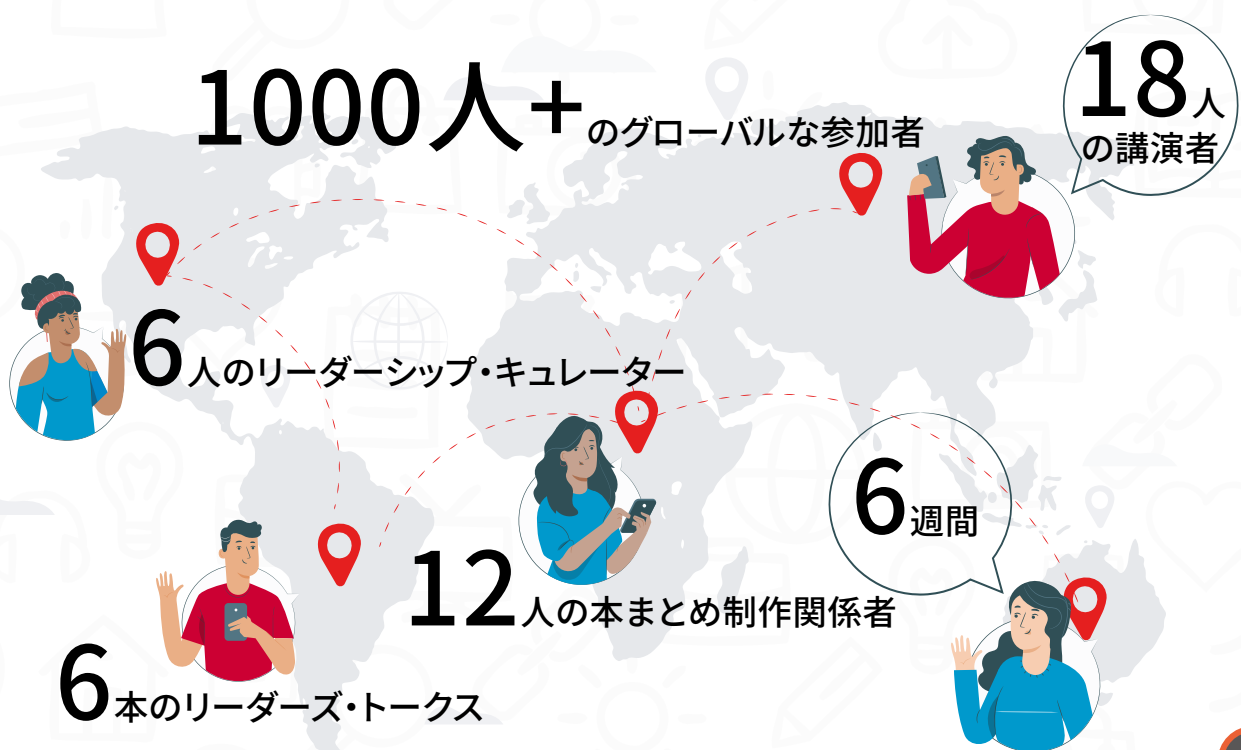 1000人+のグローバルな参加者
18人
の講演者
6人のリーダーシップ・キュレーター
6週間
12人の本まとめ制作関係者
6本のリーダーズ・トークス